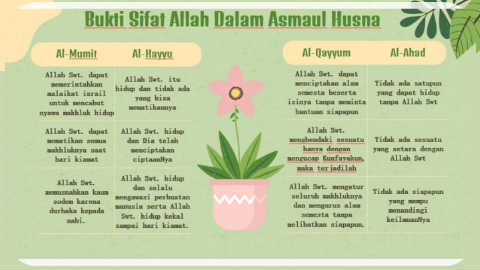 Bukti Sifat Allah Dalam Asmaul Husna
Al-Mumit
Al-Hayyu
Allah Swt. dapat
memerintahkan
malaikat israil
untuk mencabut
nyawa makhluk hidup
Allah Swt. itu
hidup dan tidak ada
yang bisa
mematikannya
Allah Swt. dapat
mematikan semua
makhluknya saat
hari kiamat
Allah Swt. hidup
dan Dia telah
menciptakan
ciptaanNya
Allah Swt.
memusnahkan kaum
sodom karena
durhaka kepada
nabi.
Allah Swt. hidup
dan selalu
mengawasi perbuatan
manusia serta Allah
Swt. hidup kekal
sampai hari kiamat.
Al-Qayyum
Al-Ahad
Allah Swt. dapat
menciptakan alam
semesta beserta
isinya tanpa meminta
bantuan siapapun
Tidak ada satupun
yang dapat hidup
tanpa Allah Swt
Allah Swt.
menghendaki sesuatu
hanya dengan
mengucap Kunfayakun,
maka terjadilah
Tidak ada sesuatu
yang setara dengan
Allah Swt
Allah Swt. mengatur
seluruh makhluknya
dan mengurus alam
semesta tanpa
melibatkan siapapun.
Tidak ada siapapun
yang mampu
menandingi
keilmuanNya